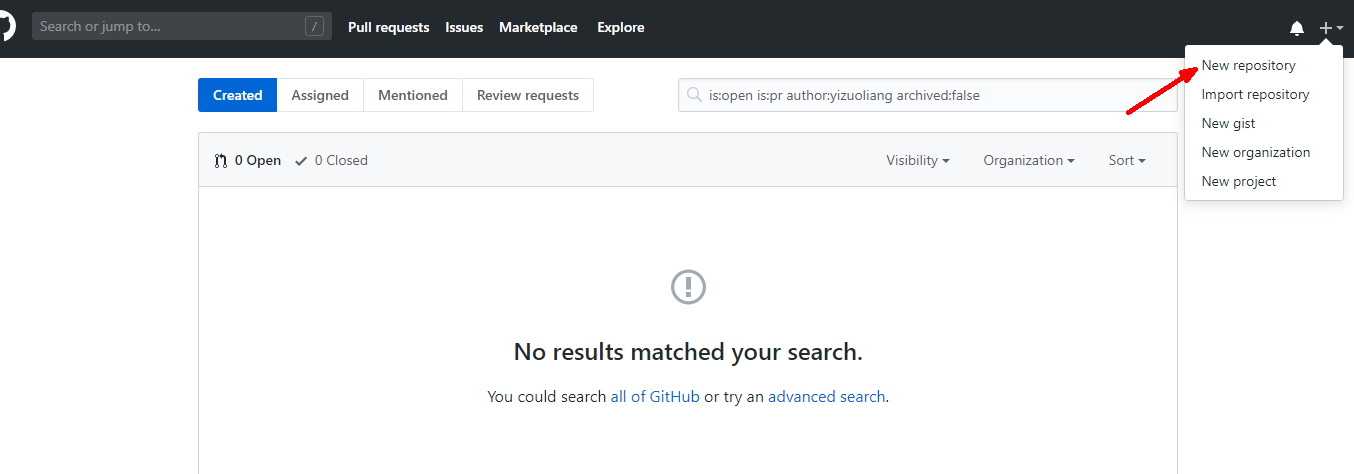 Search or jump to... /
Pull requests Issues Marketplace Explore
New repository
Import repository
New gist
New organization
New project
Created Assigned Mentioned Review requests
is:open is:pr author:yizuoliang archived:false
0 Open 0 Closed
Visibility Organization Sort
No results matched your search.
You could search all of GitHub or try an advanced search.